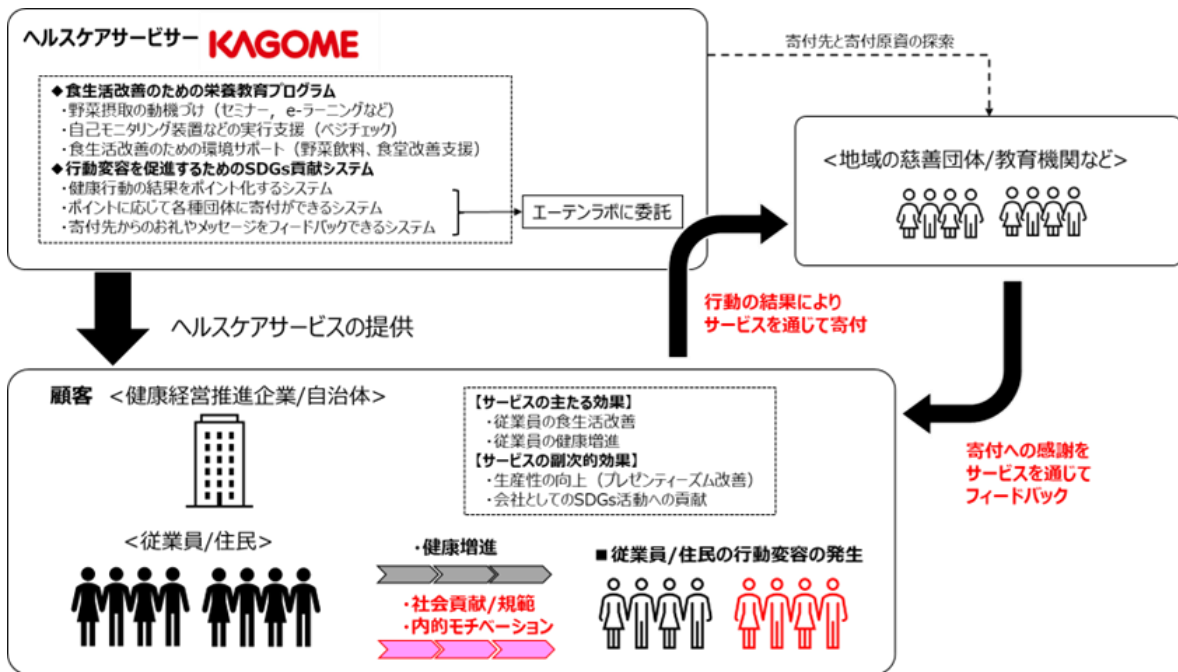 ヘルスケアサービサー KAGOME
◆食生活改善のための栄養教育プログラム
・野菜摂取の動機づけ（セミナー，e-ラーニングなど）
・自己モニタリング装置などの実行支援（ベジチェック）
・食生活改善のための環境サポート（野菜飲料、食堂改善支援）
◆行動変容を促進するためのSDGs貢献システム
・健康行動の結果をポイント化するシステム
・ポイントに応じて各種団体に寄付ができるシステム
・寄付先からのお礼やメッセージをフィードバックできるシステム
エーテンラボに委託
寄付先と寄付原資の探索
<地域の慈善団体/教育機関など>
ヘルスケアサービスの提供
行動の結果により
サービスを通じて寄付
寄付への感謝を
サービスを通じて
フィードバック
顧客 <健康経営推進企業/自治体>
【サービスの主たる効果】
・従業員の食生活改善
・従業員の健康増進
【サービスの副次的効果】
・生産性の向上（プレゼンティーズム改善）
・会社としてのSDGs活動への貢献
<従業員/住民>
・健康増進
・社会貢献/規範
・内的モチベーション
■従業員/住民の行動変容の発生